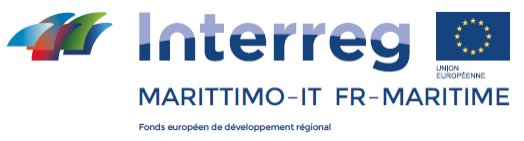 Interreg
UNION
EUROPÉENNE
MARITTIMO-IT FR-MARITIME
Fonds européen de développement régional